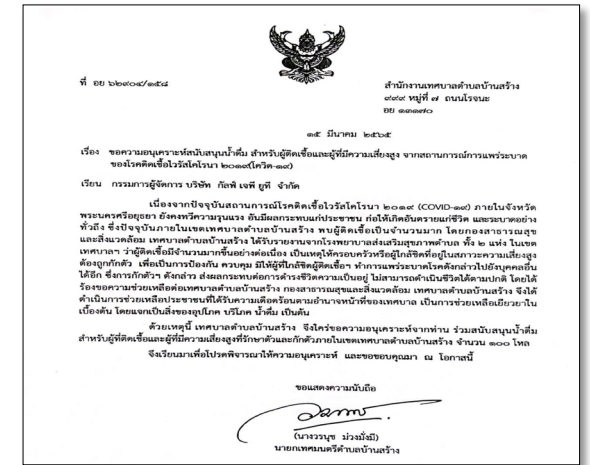 ที่ อย ๖๒๙๐๔/๑๕๘
สำนักงานเทศบาลตำบลบ้านสร้าง
๙๙๙ หมู่ที่ ๗ ถนนโรจนะ
อย ๑๓๑๗๐
๑๕ มีนาคม ๒๕๖๕
เรื่อง ขอความอนุเคราะห์สนับสนุนน้ำดื่ม สำหรับผู้ติดเชื้อและผู้ที่มีความเสี่ยงสูง จากสถานการณ์การแพร่ระบาด
ของโรคติดเชื้อไวรัสโคโรนา ๒๐๑๙(โควิด-๑๙)
เรียน กรรมการผู้จัดการ บริษัท กัลฟ์ เจพี ยูที จำกัด
เนื่องจากปัจจุบันสถานการณ์โรคติดเชื้อไวรัสโคโรนา ๒๐๑๙ (COVID-๑๙) ภายในจังหวัด
พระนครศรีอยุธยา ยังคงทวีความรุนแรง อันมีผลกระทบแก่ประชาชน ก่อให้เกิดอันตรายแก่ชีวิต และระบาดอย่าง
ทั่วถึง ซึ่งปัจจุบันภายในเขตเทศบาลตำบลบ้านสร้าง พบผู้ติดเชื้อเป็นจำนวนมาก โดยกองสาธารณสุข
และสิ่งแวดล้อม เทศบาลตำบลบ้านสร้าง ได้รับรายงานจากโรงพยาบาลส่งเสริมสุขภาพตำบล ทั้ง ๒ แห่ง ในเขต
เทศบาลฯ ว่าผู้ติดเชื้อมีจำนวนมากขึ้นอย่างต่อเนื่อง เป็นเหตุให้ครอบครัวหรือผู้ใกล้ชิดที่อยู่ในสภาวะความเสี่ยงสูง
ต้องถูกกักตัว เพื่อเป็นการป้องกัน ควบคุม มิให้ผู้ที่ใกล้ชิดผู้ติดเชื้อฯ ทำการแพร่ระบาดโรคดังกล่าวไปยังบุคคลอื่น
ได้อีก ซึ่งการกักตัวฯ ดังกล่าว ส่งผลกระทบต่อการดำรงชีวิตความเป็นอยู่ ไม่สามารถดำเนินชีวิตได้ตามปกติ โดยได้
ร้องขอความช่วยเหลือต่อเทศบาลตำบลบ้านสร้าง กองสาธารณสุขและสิ่งแวดล้อม เทศบาลตำบลบ้านสร้าง จึงได้
ดำเนินการช่วยเหลือประชาชนที่ได้รับความเดือดร้อนตามอำนาจหน้าที่ของเทศบาล เป็นการช่วยเหลือเยียวยาใน
เบื้องต้น โดยแจกเป็นสิ่งของอุปโภค บริโภค น้ำดื่ม เป็นต้น
ด้วยเหตุนี้ เทศบาลตำบลบ้านสร้าง จึงใคร่ขอความอนุเคราะห์จากท่าน ร่วมสนับสนุนน้ำดื่ม
สำหรับผู้ที่ติดเชื้อและผู้ที่มีความเสี่ยงสูงที่รักษาตัวและกักตัวภายในเขตเทศบาลตำบลบ้านสร้าง จำนวน ๑๐๐ โหล
จึงเรียนมาเพื่อโปรดพิจารณาให้ความอนุเคราะห์ และขอขอบคุณมา ณ โอกาสนี้
ขอแสดงความนับถือ
(นางวรนุช ม่วงมั่งมี)
นายกเทศมนตรีตำบลบ้านสร้าง